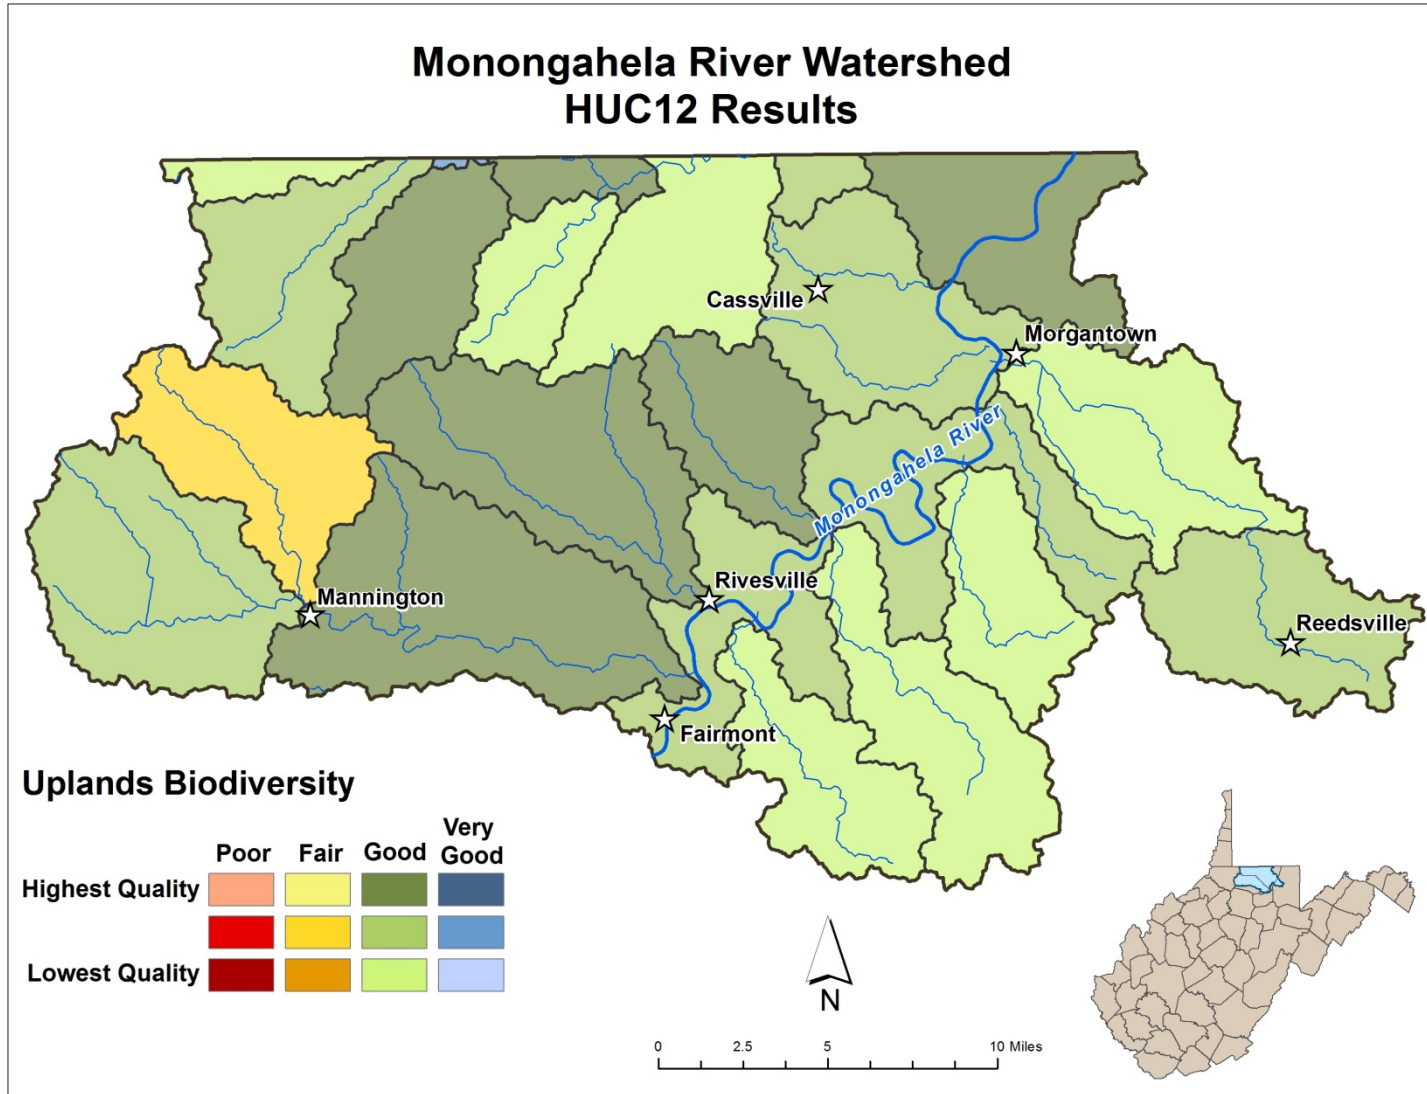 Monongahela River Watershed
HUC12 Results
Cassville
Morgantown
Monongahela River
Mannington
Rivesville
Reedsville
Fairmont
Uplands Biodiversity
Poor Fair Good Very Good
Highest Quality
Lowest Quality
N
0 2.5 5 10 Miles